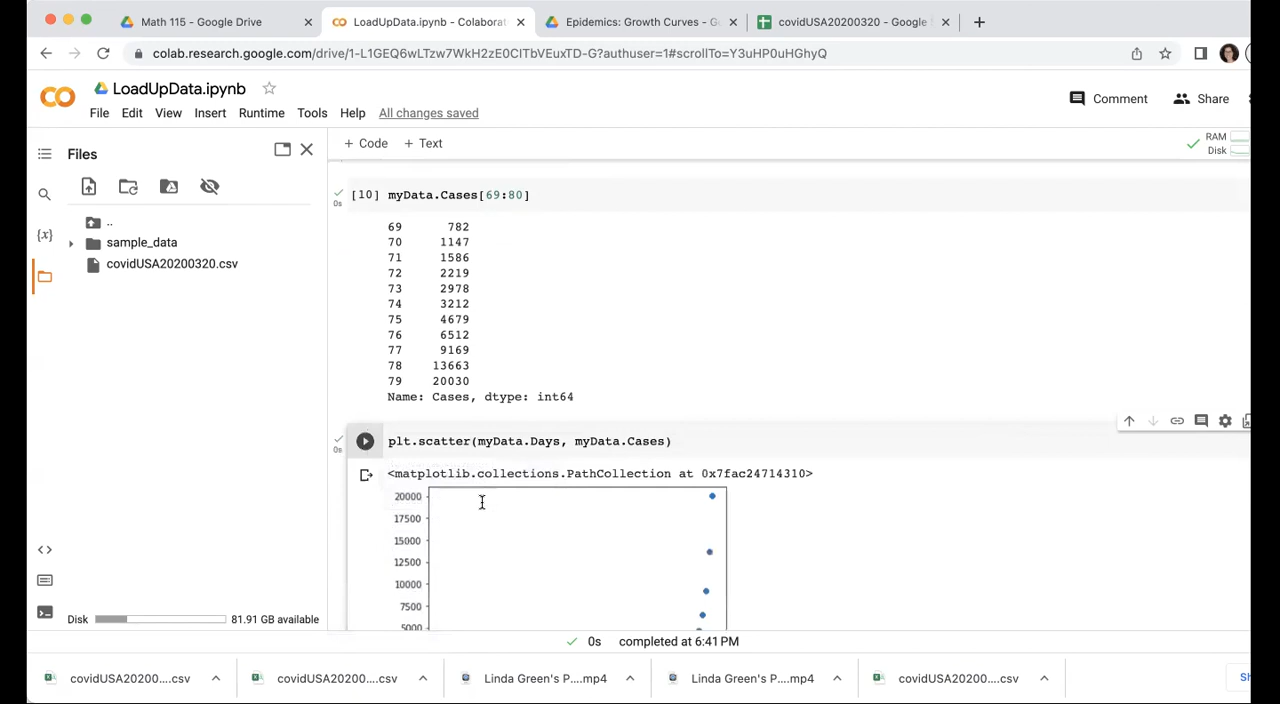 Math 115 - Google Drive
LoadUpData.ipynb - Colaborat
Epidemics: Growth Curves - G
covidUSA20200320 - Google
colab.research.google.com/drive/1-L1GEQ6wLTzw7WkH2zE0CITbVEuxTD-G?authuser=1#scrollTo=Y3uHP0uHGhyQ
LoadUpData.ipynb
File Edit View Insert Runtime Tools Help All changes saved
Comment
Share
Files
+ Code + Text
RAM
Disk
..
sample_data
covidUSA20200320.csv
{x}
0s
[10] myData.Cases[69:80]
69 782
70 1147
71 1586
72 2219
73 2978
74 3212
75 4679
76 6512
77 9169
78 13663
79 20030
Name: Cases, dtype: int64
0s
plt.scatter(myData.Days, myData.Cases)
<matplotlib.collections.PathCollection at 0x7fac24714310>
20000
17500
15000
12500
10000
7500
5000
Disk 81.91 GB available
0s completed at 6:41 PM
covidUSA20200....csv
covidUSA20200....csv
Linda Green's P....mp4
Linda Green's P....mp4
covidUSA20200....csv